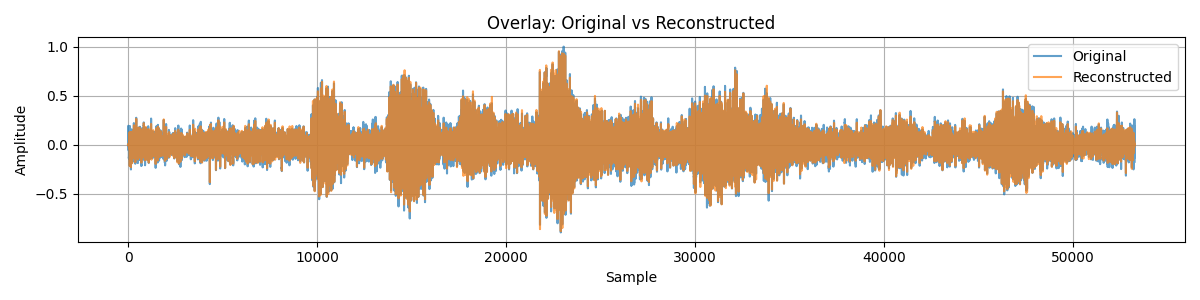 Overlay: Original vs Reconstructed
1.0
0.5
0.0
−0.5
Amplitude
Original
Reconstructed
0
10000
20000
30000
40000
50000
Sample